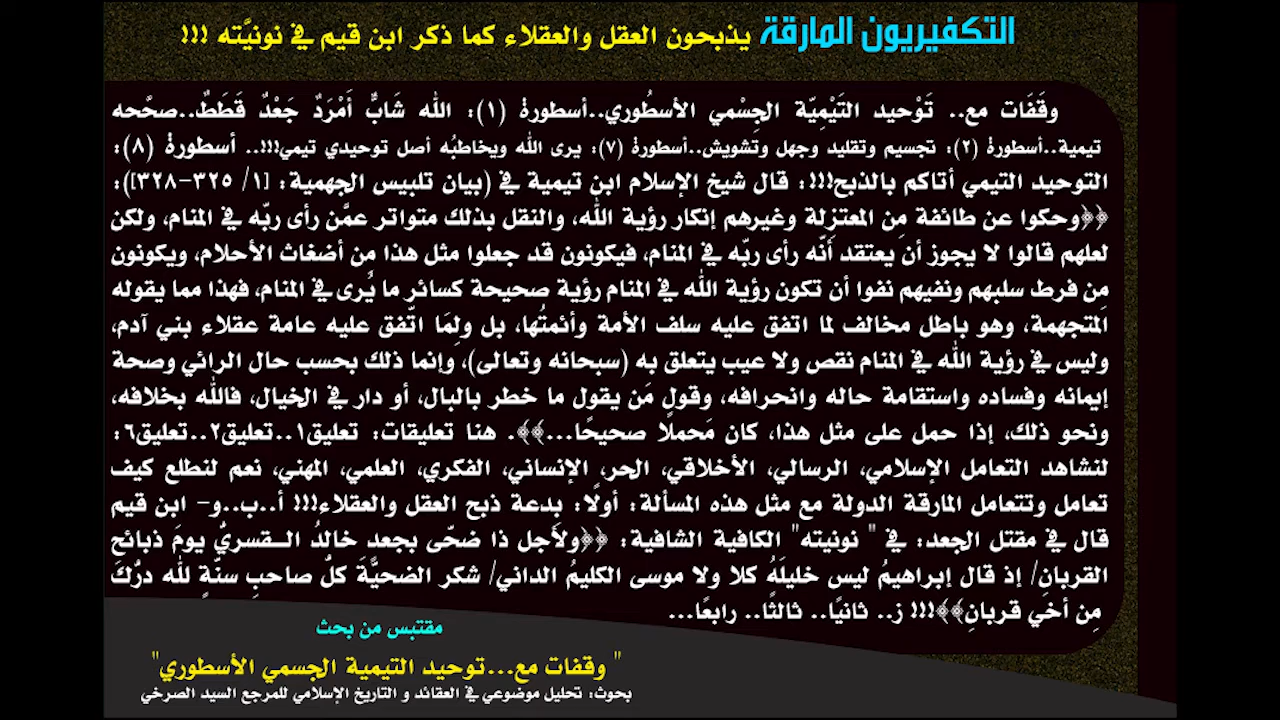 التكفيريون المارقة يذبحون العقل والعقلاء كما ذكر ابن قيم في نونيَّته !!!
وقَفَات مع.. تَوْحيد التَيْمِيّة الجِسْمي الأسطُوري..أسطورة (١): الله شَابٌّ أَمْرَدٌ جَعْدٌ قَطَطٌ..صحّحه
تيمية..أسطورة (٢): تجسيم وتقليد وجهل وتشويش..أسطورة (٧): يرى الله ويخاطبُه أصل توحيدي تيمي!!!.. أسطورة (٨):
التوحيد التيمي أتاكم بالذبح!!!: قال شيخ الإسلام ابن تيمية في (بيان تلبيس الجهمية: [١/ ٣٢٥-٣٢٨]):
﴿﴿وحكوا عن طائفة مِن المعتزلة وغيرهم إنكار رؤية الله، والنقل بذلك متواتر عمَّن رأى ربّه في المنام، ولكن
لعلهم قالوا لا يجوز أن يعتقد أنّه رأى ربّه في المنام، فيكونون قد جعلوا مثل هذا من أضغاث الأحلام، ويكونون
مِن فرط سلبهم ونفيهم نفوا أن تكون رؤية الله في المنام رؤية صحيحة كسائر ما يُرى في المنام، فهذا مما يقوله
المتجهمة، وهو باطل مخالف لما اتفق عليه سلف الأمة وأئمتُها، بل ولِمَا اتّفق عليه عامة عقلاء بني آدم،
وليس في رؤية الله في المنام نقص ولا عيب يتعلق به (سبحانه وتعالى)، وإنما ذلك بحسب حال الرائي وصحة
إيمانه وفساده واستقامة حاله وانحرافه، وقول مَن يقول ما خطر بالبال، أو دار في الخيال، فالله بخلافه،
ونحو ذلك، إذا حمل على مثل هذا، كان مَحملًا صحيحًا...﴾﴾. هنا تعليقات: تعليق١..تعليق٢..تعليق٦:
لنشاهد التعامل الإسلامي، الرسالي، الأخلاقي، الحر، الإنساني، الفكري، العلمي، المهني، نعم لنطلع كيف
تعامل وتتعامل المارقة الدولة مع مثل هذه المسألة: أولًا: بدعة ذبح العقل والعقلاء!!! أ..ب..و- ابن قيم
قال في مقتل الجعد: في " نونيته" الكافية الشافية: ﴿﴿ولأجل ذا ضحّى بجعد خالدُ الـقسريُّ يومَ ذبائح
القربانِ/ إذ قال إبراهيمُ ليس خليلَهُ كلا ولا موسى الكليمُ الداني/ شكر الضحيَّةَ كلُّ صاحبِ سنّةٍ لله درّكَ
مِن أخي قربانِ﴾﴾!!! ز.. ثانيًا.. ثالثًا.. رابعًا...
مقتبس من بحث
" وقفات مع...توحيد التيمية الجسمي الأسطوري"
بحوث: تحليل موضوعي في العقائد و التاريخ الإسلامي للمرجع السيد الصرخي